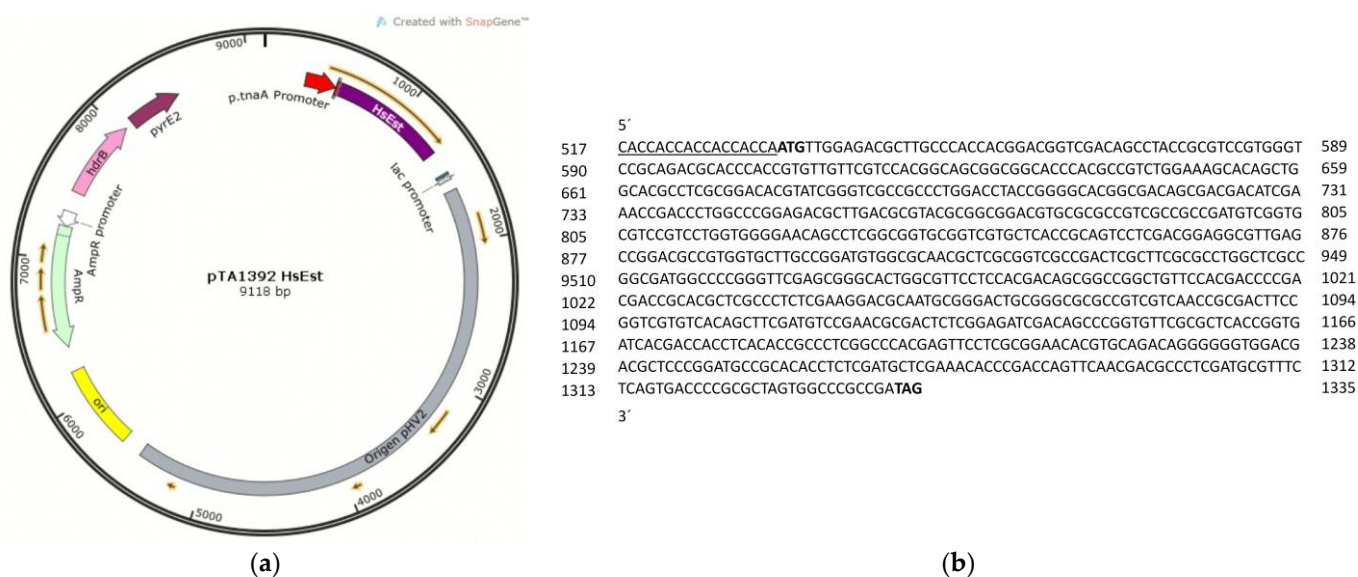 Created with SnapGene™
9000
1000
2000
3000
4000
5000
6000
7000
8000
p.tnaA Promoter
HsEst
lac promoter
Origen pHV2
ori
AmpR
AmpR promoter
hdrB
pyrE2
pTA1392 HsEst
9118 bp
(a)
5´
517 CACCACCACCACCACCAATGTTGGAGACGCTTGCCCACCACGGACGGTCGACAGCCTACCGCGTCCGTGGGT 589
590 CCGCAGACGCACCCACCGTGTTGTTCGTCCACGGCAGCGGCGGCACCCACGCCGTCTGGAAAGCACAGCTG 659
661 GCACGCCTCGCGGACACGTATCGGGTCGCCGCCCTGGACCTACCGGGGCACGGCGACAGCGACGACATCGA 731
733 AACCGACCCTGGCCCGGAGACGCTTGACGCGTACGCGGCGGACGTGCGCGCCGTCGCCGCCGATGTCGGTG 805
805 CGTCCGTCCTGGTGGGGAACAGCCTCGGCGGTGCGGTCGTGCTCACCGCAGTCCTCGACGGAGGCGTTGAG 876
877 CCGGACGCCGTGGTGCTTGCCGGATGTGGCGCAACGCTCGCGGTCGCCGACTCGCTTCGCGCCTGGCTCGCC 949
9510 GGCGATGGCCCCGGGTTCGAGCGGGCACTGGCGTTCCTCCACGACAGCGGCCGGCTGTTCCACGACCCCGA 1021
1022 CGACCGCACGCTCGCCCTCTCGAAGGACGCAATGCGGGACTGCGGGCGCGCCGTCGTCAACCGCGACTTCC 1094
1094 GGTCGTGTCACAGCTTCGATGTCCGAACGCGACTCTCGGAGATCGACAGCCCGGTGTTCGCGCTCACCGGTG 1166
1167 ATCACGACCACCTCACACCGCCCTCGGCCCACGAGTTCCTCGCGGAACACGTGCAGACAGGGGGGTGGACG 1238
1239 ACGCTCCCGGATGCCGCACACCTCTCGATGCTCGAAACACCCGACCAGTTCAACGACGCCCTCGATGCGTTTC 1312
1313 TCAGTGACCCCGCGCTAGTGGCCCGCCGATAG 1335
3´
(b)